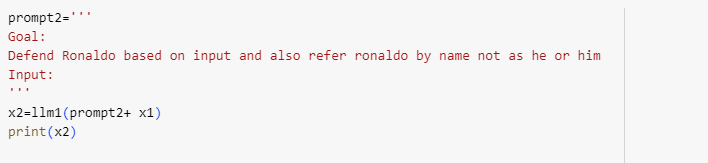 prompt2='''
Goal:
Defend Ronaldo based on input and also refer ronaldo by name not as he or him
Input:
'''
x2=llm1(prompt2+ x1)
print(x2)